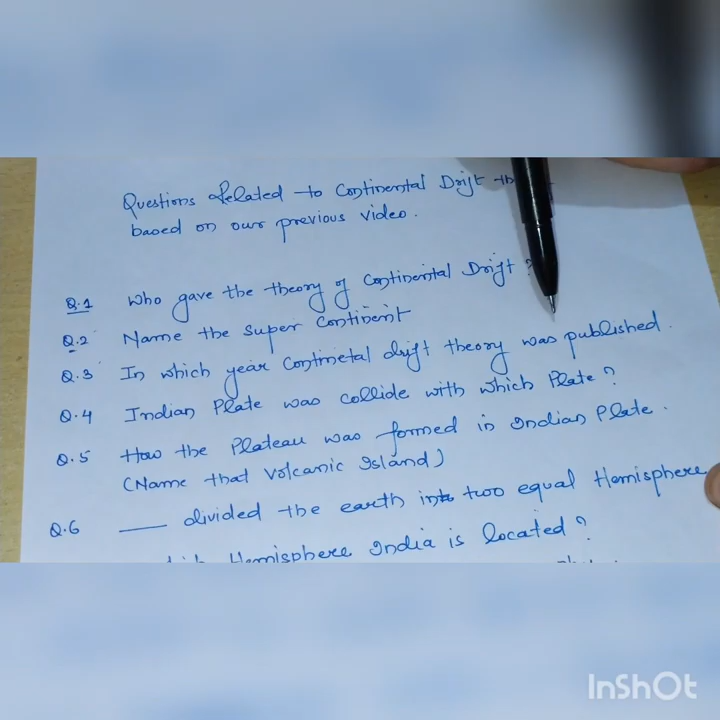 Questions Related to Continental Drift th
based on our previous video.
Q.1 Who gave the theory of Continental Drift ?
Q.2 Name the Super Continent
Q.3 In which year Continetal drift theory was published.
Q.4 Indian Plate was collide with which Plate ?
Q.5 How the Plateau was formed in Indian Plate.
(Name that Volcanic Island)
Q.6 ____ divided the earth into two equal Hemisphere
Hemisphere India is located ?
InShOt